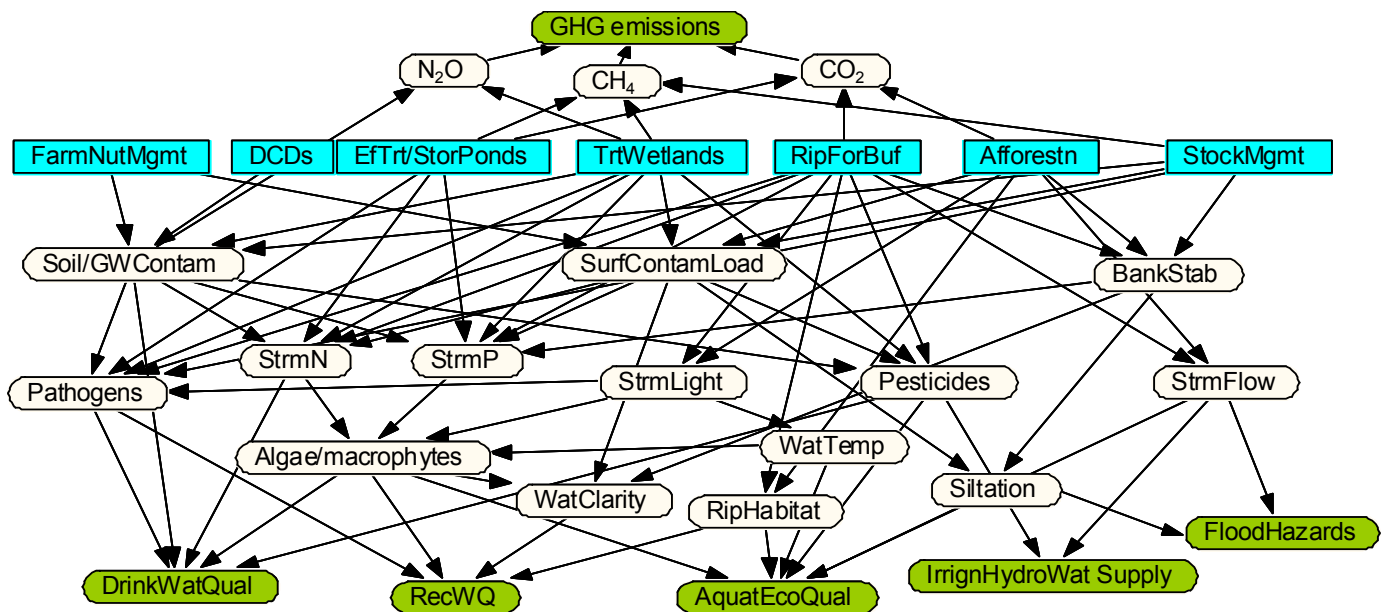 GHG emissions
N₂O
CH₄
CO₂
FarmNutMgmt
DCDs
EfTrt/StorPonds
TrtWetlands
RipForBuf
Afforestn
StockMgmt
Soil/GWContam
SurfContamLoad
BankStab
StrmN
StrmP
Pathogens
StrmLight
Pesticides
StrmFlow
Algae/macrophytes
WatTemp
WatClarity
RipHabitat
Siltation
FloodHazards
DrinkWatQual
RecWQ
AquatEcoQual
IrrignHydroWat Supply